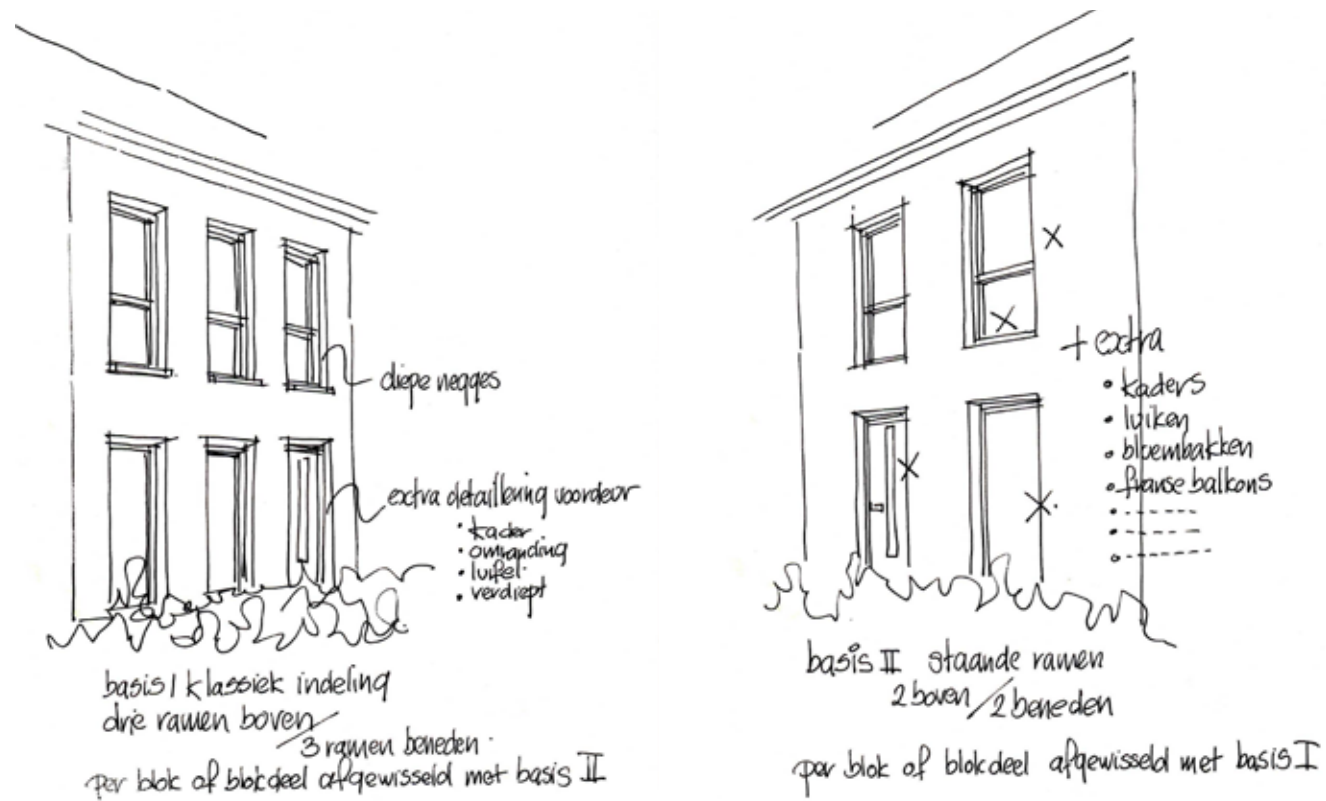 diepe negges
extra detaillering voordeur
• kader
• omranding
• luifel
• verdiept
basis I klassiek indeling
drie ramen boven/
3 ramen beneden.
per blok of blokdeel afgewisseld met basis II
+ extra
• kaders
• luiken
• bloembakken
• franse balkons
basis II staande ramen
2 boven/2 beneden
per blok of blokdeel afgewisseld met basis I